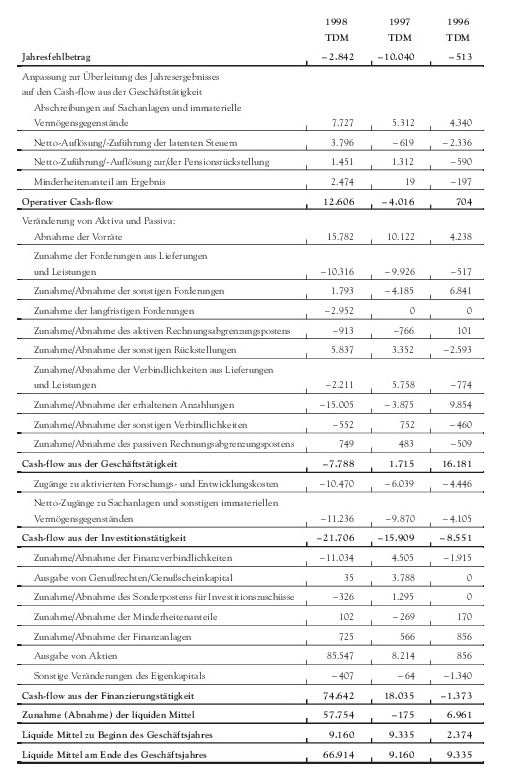 1998 1997 1996
TDM TDM TDM
Jahresfehlbetrag –2.842 –10.040 –513
Anpassung zur Überleitung des Jahresergebnisses
auf den Cash-flow aus der Geschäftstätigkeit
Abschreibungen auf Sachanlagen und immaterielle
Vermögensgegenstände 7.727 5.312 4.340
Netto-Auflösung/-Zuführung der latenten Steuern 3.796 –619 –2.336
Netto-Zuführung/-Auflösung zur/der Pensionsrückstellung 1.451 1.312 –590
Minderheitenanteil am Ergebnis 2.474 19 –197
Operativer Cash-flow 12.606 –4.016 704
Veränderung von Aktiva und Passiva:
Abnahme der Vorräte 15.782 10.122 4.238
Zunahme der Forderungen aus Lieferungen
und Leistungen –10.316 –9.926 –517
Zunahme/Abnahme der sonstigen Forderungen 1.793 –4.185 6.841
Zunahme der langfristigen Forderungen –2.952 0 0
Zunahme/Abnahme des aktiven Rechnungsabgrenzungspostens –913 –766 101
Zunahme/Abnahme der sonstigen Rückstellungen 5.837 3.352 –2.593
Zunahme/Abnahme der Verbindlichkeiten aus Lieferungen
und Leistungen –2.211 5.758 –774
Zunahme/Abnahme der erhaltenen Anzahlungen –15.005 –3.875 9.854
Zunahme/Abnahme der sonstigen Verbindlichkeiten –552 752 –460
Zunahme/Abnahme des passiven Rechnungsabgrenzungspostens 749 483 –509
Cash-flow aus der Geschäftstätigkeit –7.788 1.715 16.181
Zugänge zu aktivierten Forschungs- und Entwicklungskosten –10.470 –6.039 –4.446
Netto-Zugänge zu Sachanlagen und sonstigen immateriellen
Vermögensgegenständen –11.236 –9.870 –4.105
Cash-flow aus der Investitionstätigkeit –21.706 –15.909 –8.551
Zunahme/Abnahme der Finanzverbindlichkeiten –11.034 4.505 –1.915
Ausgabe von Genußrechten/Genußscheinkapital 35 3.788 0
Zunahme/Abnahme des Sonderpostens für Investitionszuschüsse –326 1.295 0
Zunahme/Abnahme der Minderheitenanteile 102 –269 170
Zunahme/Abnahme der Finanzanlagen 725 566 856
Ausgabe von Aktien 85.547 8.214 856
Sonstige Veränderungen des Eigenkapitals –407 –64 –1.340
Cash-flow aus der Finanzierungstätigkeit 74.642 18.035 –1.373
Zunahme (Abnahme) der liquiden Mittel 57.754 –175 6.961
Liquide Mittel zu Beginn des Geschäftsjahres 9.160 9.335 2.374
Liquide Mittel am Ende des Geschäftsjahres 66.914 9.160 9.335